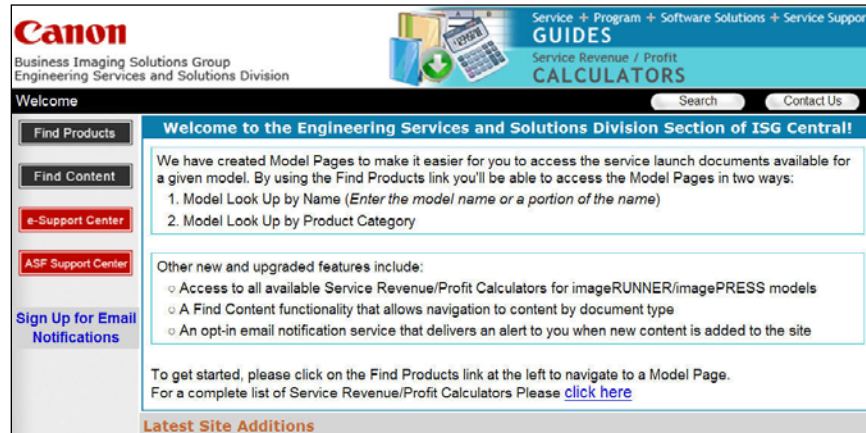 Canon
Business Imaging Solutions Group
Engineering Services and Solutions Division
Service + Program + Software Solutions + Service Suppor
GUIDES
Service Revenue / Profit
CALCULATORS
Welcome
Search
Contact Us
Find Products
Find Content
e-Support Center
ASF Support Center
Sign Up for Email
Notifications
Welcome to the Engineering Services and Solutions Division Section of ISG Central!
We have created Model Pages to make it easier for you to access the service launch documents available for
a given model. By using the Find Products link you'll be able to access the Model Pages in two ways:
1. Model Look Up by Name (Enter the model name or a portion of the name)
2. Model Look Up by Product Category
Other new and upgraded features include:
○ Access to all available Service Revenue/Profit Calculators for imageRUNNER/imagePRESS models
○ A Find Content functionality that allows navigation to content by document type
○ An opt-in email notification service that delivers an alert to you when new content is added to the site
To get started, please click on the Find Products link at the left to navigate to a Model Page.
For a complete list of Service Revenue/Profit Calculators Please click here
Latest Site Additions